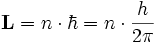 L = n · ħ = n · h / 2π